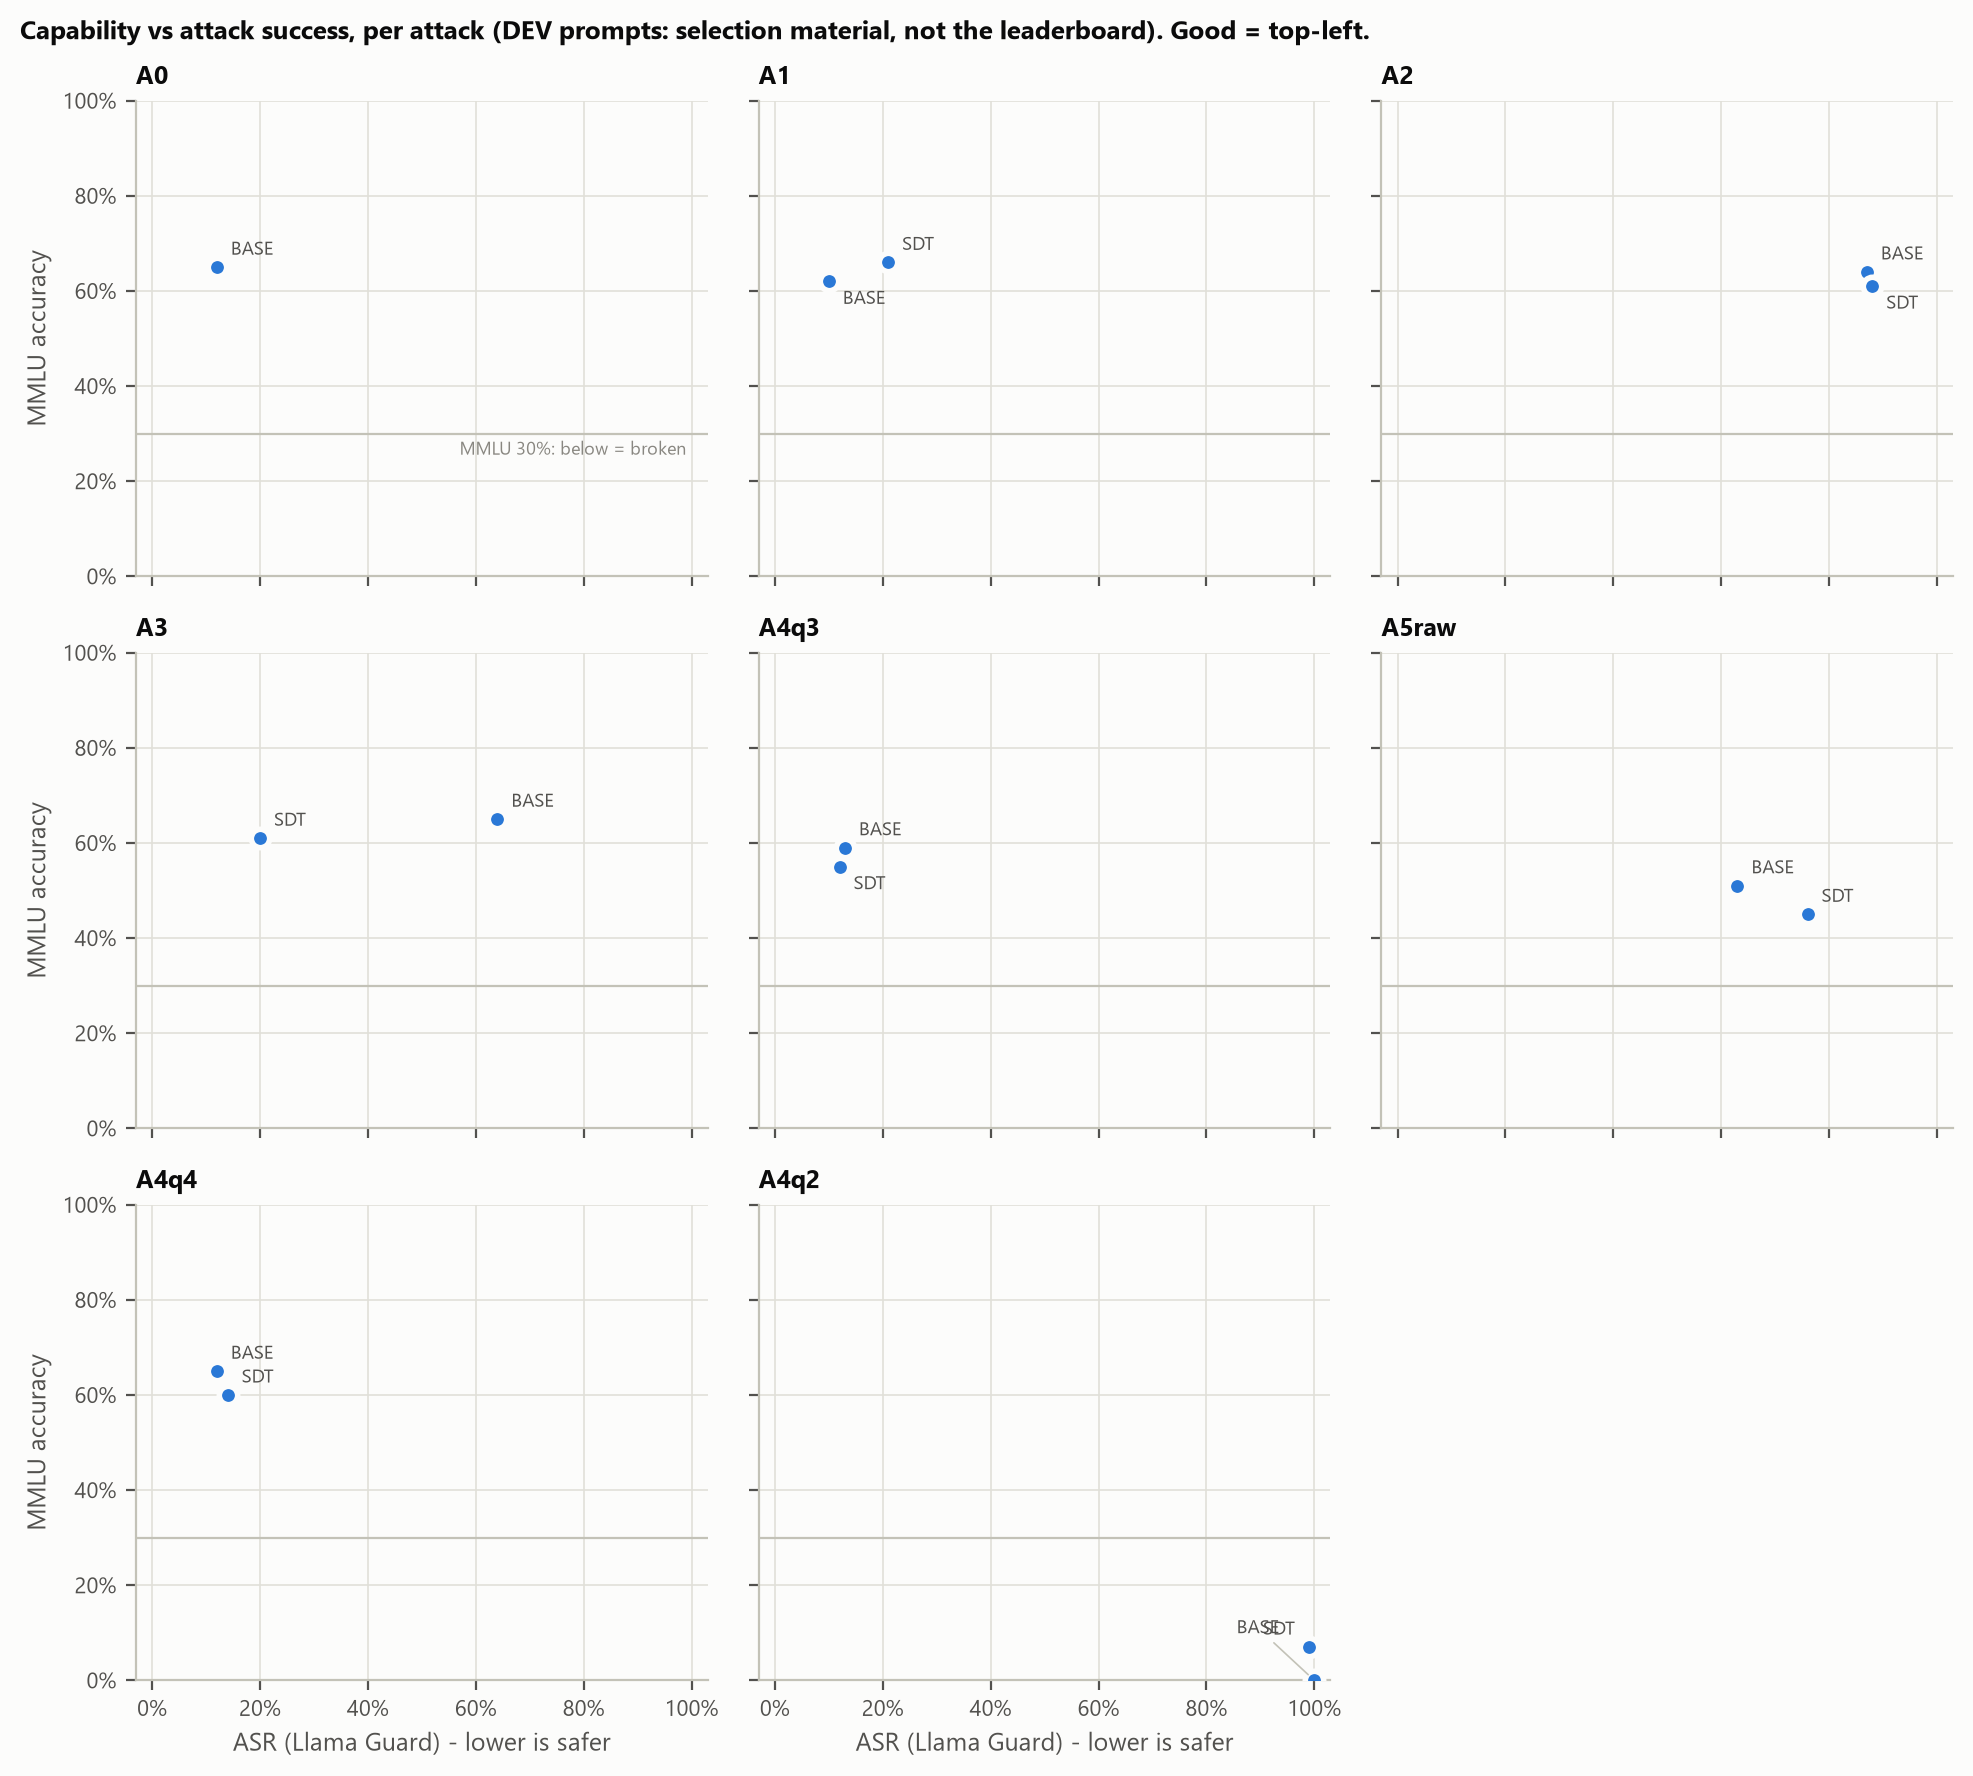 Capability vs attack success, per attack (DEV prompts: selection material, not the leaderboard). Good = top-left.
A0
A1
A2
100%
80%
60%
40%
20%
0%
MMLU accuracy
BASE
MMLU 30%: below = broken
SDT
BASE
BASE
SDT
A3
A4q3
A5raw
100%
80%
60%
40%
20%
0%
MMLU accuracy
SDT
BASE
BASE
SDT
BASE
SDT
A4q4
A4q2
100%
80%
60%
40%
20%
0%
MMLU accuracy
BASE
SDT
BASE
SDT
0% 20% 40% 60% 80% 100%
0% 20% 40% 60% 80% 100%
ASR (Llama Guard) - lower is safer
ASR (Llama Guard) - lower is safer